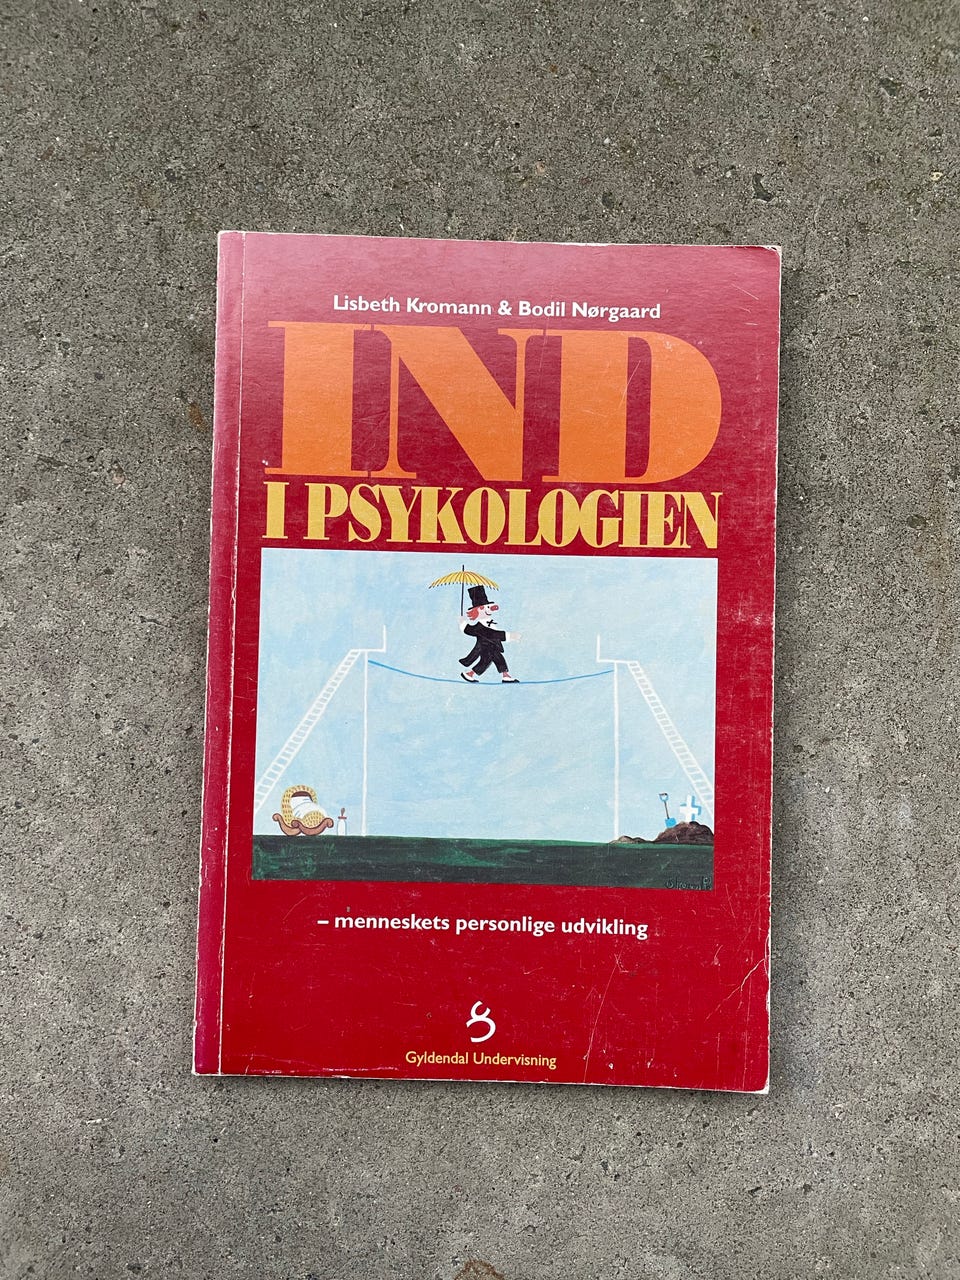 Lisbeth Kromann & Bodil Nørgaard
IND
I PSYKOLOGIEN
– menneskets personlige udvikling
Gyldendal Undervisning